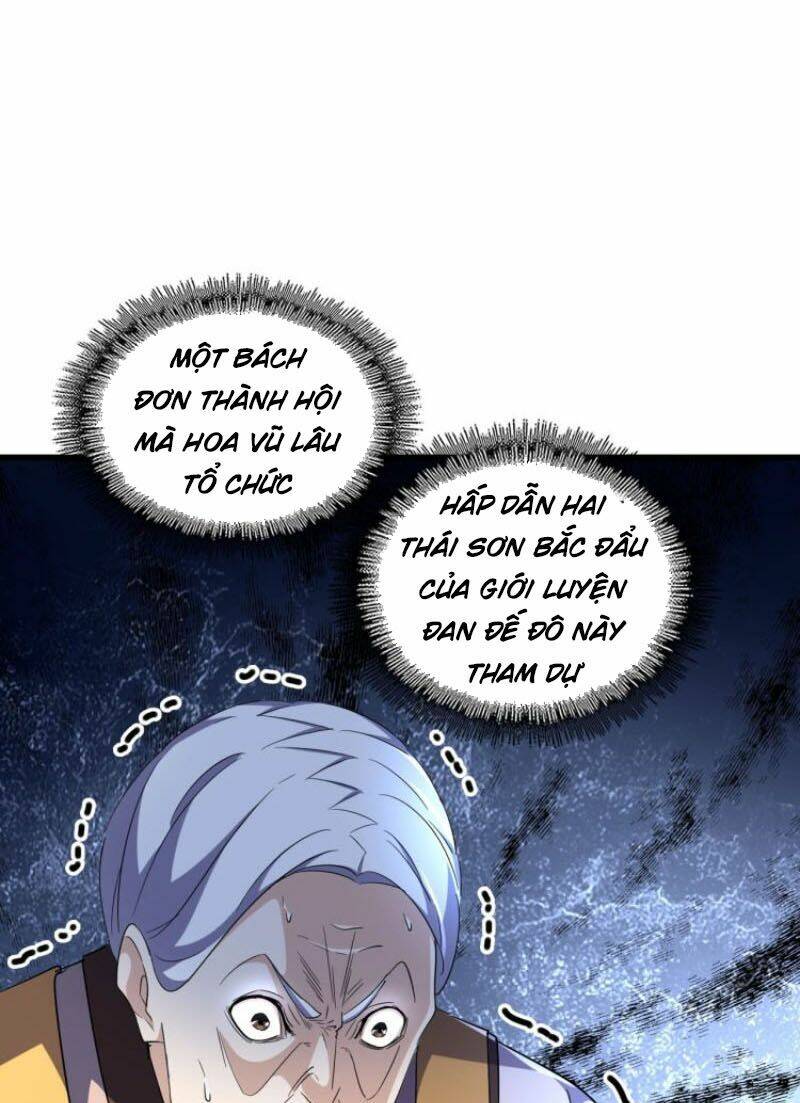 MỘT BÁCH
ĐƠN THÀNH HỘI
MÀ HOA VŨ LÂU
TỔ CHỨC
HẤP DẪN HAI
THÁI SƠN BẮC ĐẨU
CỦA GIỚI LUYỆN
ĐAN ĐẾ ĐÔ NÀY
THAM DỰ